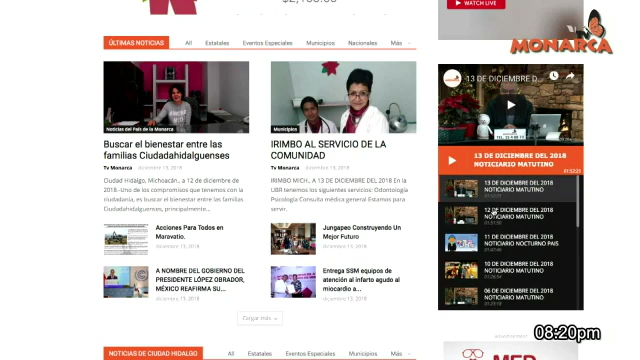 WATCH LIVE
MONARCA
ÚLTIMAS NOTICIAS
All Estatales Eventos Especiales Municipios Nacionales Más
Noticias del País de la Monarca
Buscar el bienestar entre las
familias Ciudadahidalguenses
Tv Monarca diciembre 13, 2018
Ciudad Hidalgo, Michoacán., a 12 de diciembre de
2018.-Uno de los compromisos que tenemos con la
ciudadanía, es buscar el bienestar entre las familias
Ciudadahidalguenses, principalmente...
Municipios
IRIMBO AL SERVICIO DE LA
COMUNIDAD
Tv Monarca diciembre 13, 2018
IRIMBO MICH., A 13 DE DICIEMBRE DEL 2018 En la
UBR tenemos los siguientes servicios: Odontología
Psicología Consulta médica general Estamos para
servir.
Acciones Para Todos en
Maravatio.
diciembre 13, 2018
Jungapeo Construyendo Un
Mejor Futuro
diciembre 13, 2018
A NOMBRE DEL GOBIERNO DEL
PRESIDENTE LÓPEZ OBRADOR,
MÉXICO REAFIRMA SU...
diciembre 13, 2018
Entrega SSM equipos de
atención al infarto agudo al
miocardio a...
diciembre 13, 2018
Cargar más
NOTICIAS DE CIUDAD HIDALGO
All Estatales Eventos Especiales Municipios Más
13 DE DICIEMBRE D...
13 DE DICIEMBRE DEL 2018
NOTICIARIO MATUTINO
13 DE DICIEMBRE DEL 2018
NOTICIARIO MATUTINO
12 DE DICIEMBRE DEL 2018
NOTICIARIO MATUTINO
11 DE DICIEMBRE DEL 2018
NOTICIERO NOCTURNO PAIS
10 DE DICIEMBRE DEL 2018
NOTICIARIO MATUTINO
06 DE DICIEMBRE DEL 2018
NOTICIARIO MATUTINO
08:20pm